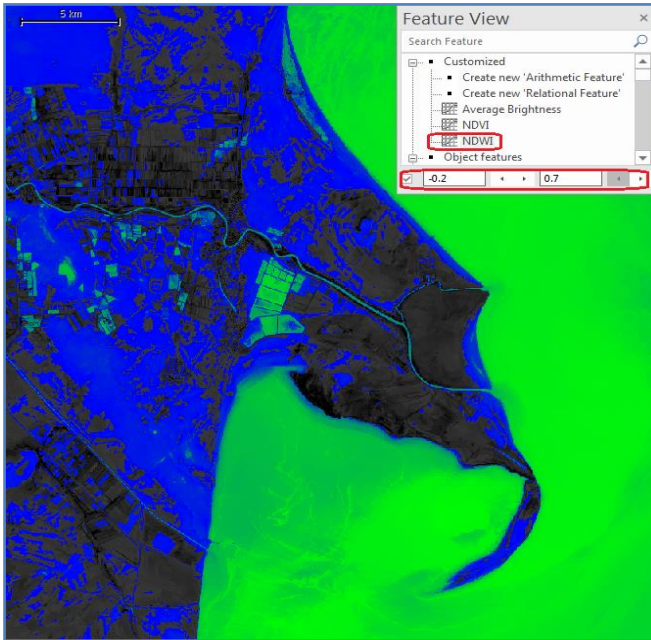 5 km
Feature View
Search Feature
Customized
Create new 'Arithmetic Feature'
Create new 'Relational Feature'
Average Brightness
NDVI
NDWI
Object features
-0.2 0.7